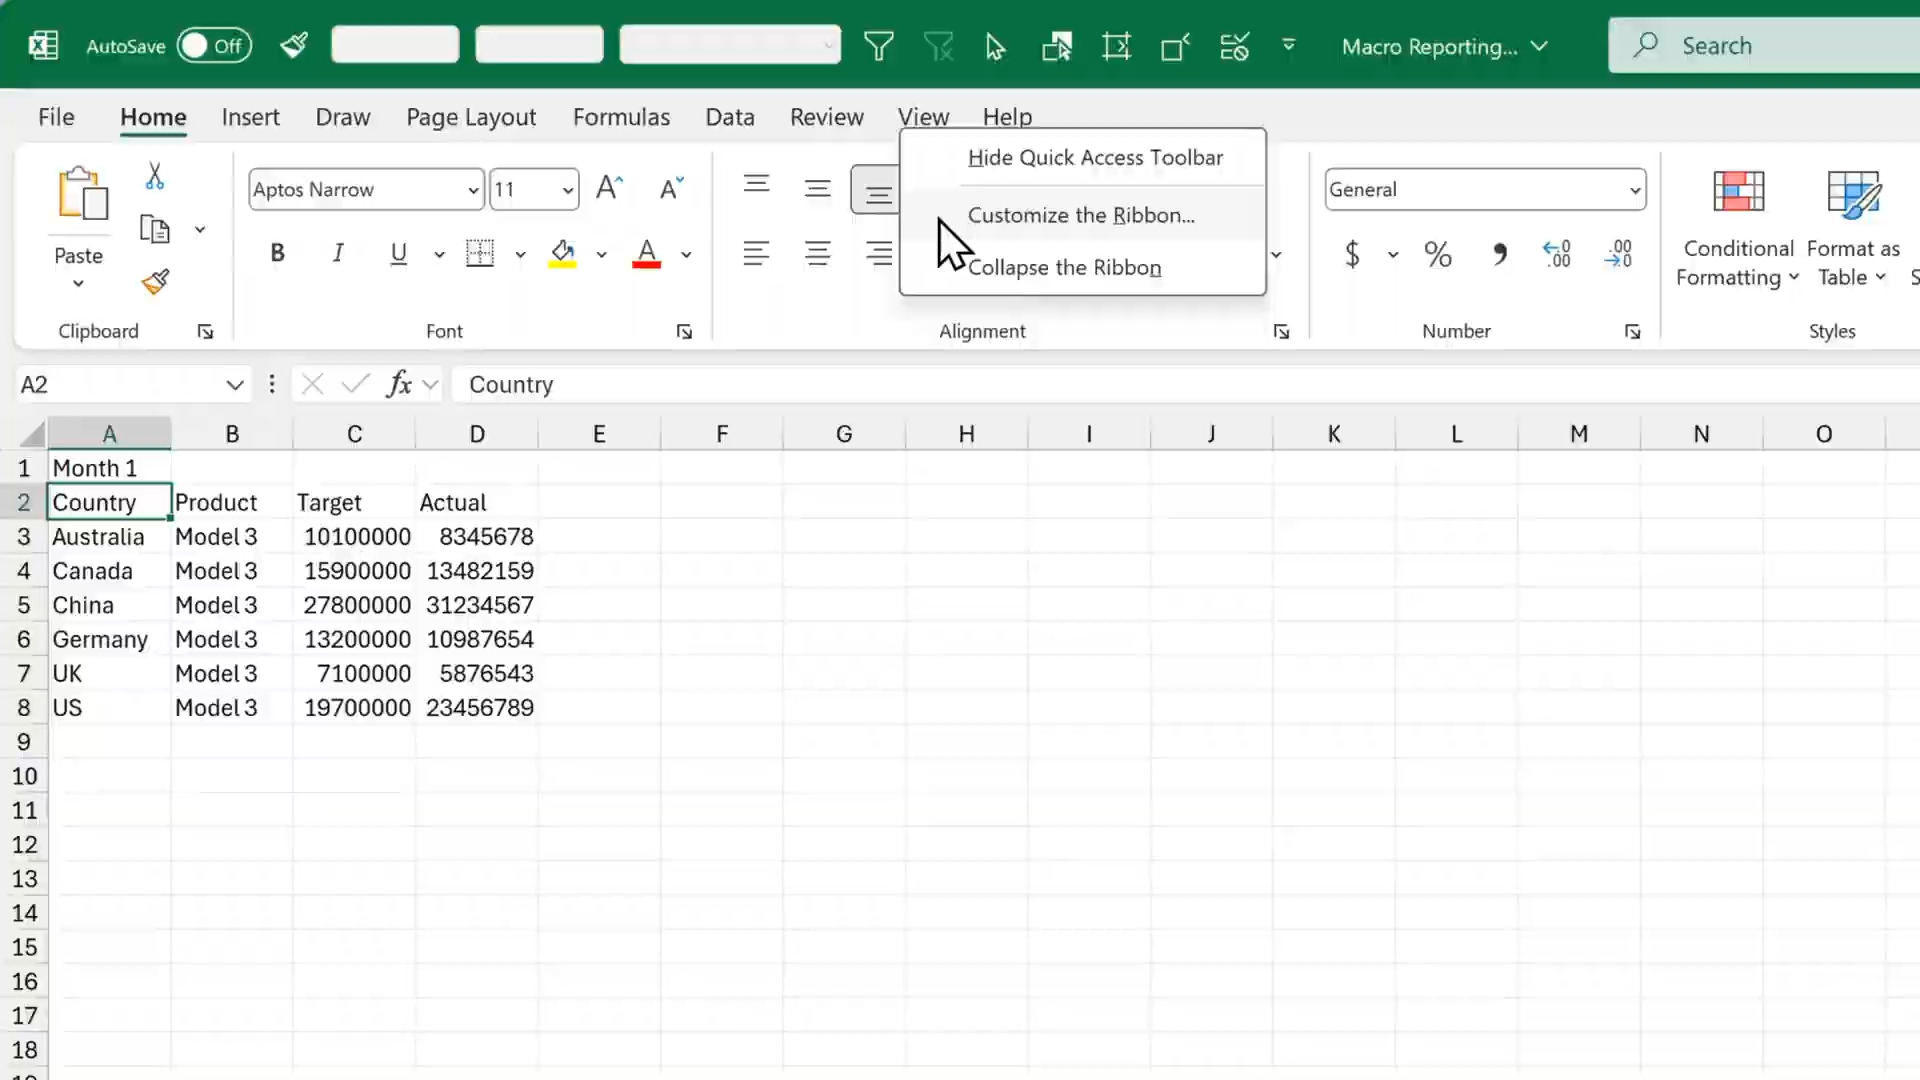 AutoSave Off Macro Reporting... Search
File Home Insert Draw Page Layout Formulas Data Review View Help
Hide Quick Access Toolbar
Customize the Ribbon...
Collapse the Ribbon
Aptos Narrow 11 General
Paste
Conditional Formatting
Format as Table
Clipboard Font Alignment Number Styles
A2 fx Country
A B C D E F G H I J K L M N O
1 Month 1
2 Country Product Target Actual
3 Australia Model 3 10100000 8345678
4 Canada Model 3 15900000 13482159
5 China Model 3 27800000 31234567
6 Germany Model 3 13200000 10987654
7 UK Model 3 7100000 5876543
8 US Model 3 19700000 23456789
9
10
11
12
13
14
15
16
17
18